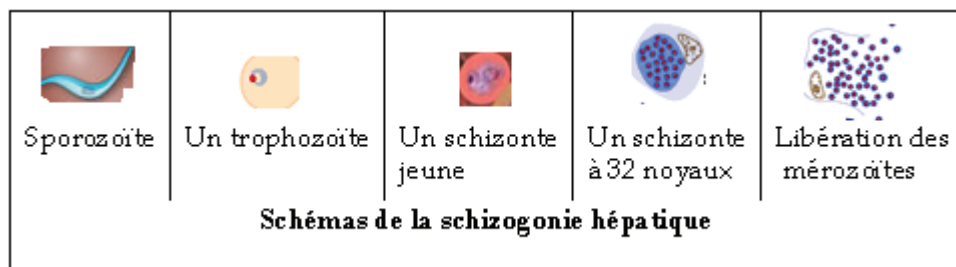 Sporozoïte
Un trophozoïte
Un schizonte
jeune
Un schizonte
à 32 noyaux
Libération des
mérozoïtes
Schémas de la schizogonie hépatique